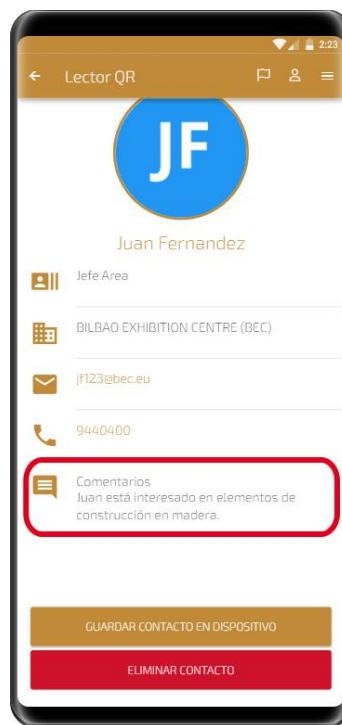 2:23
Lector QR
JF
Juan Fernandez
Jefe Area
BILBAO EXHIBITION CENTRE (BEC)
jf123@bec.eu
9440400
Comentarios
Juan está interesado en elementos de
construcción en madera.
GUARDAR CONTACTO EN DISPOSITIVO
ELIMINAR CONTACTO